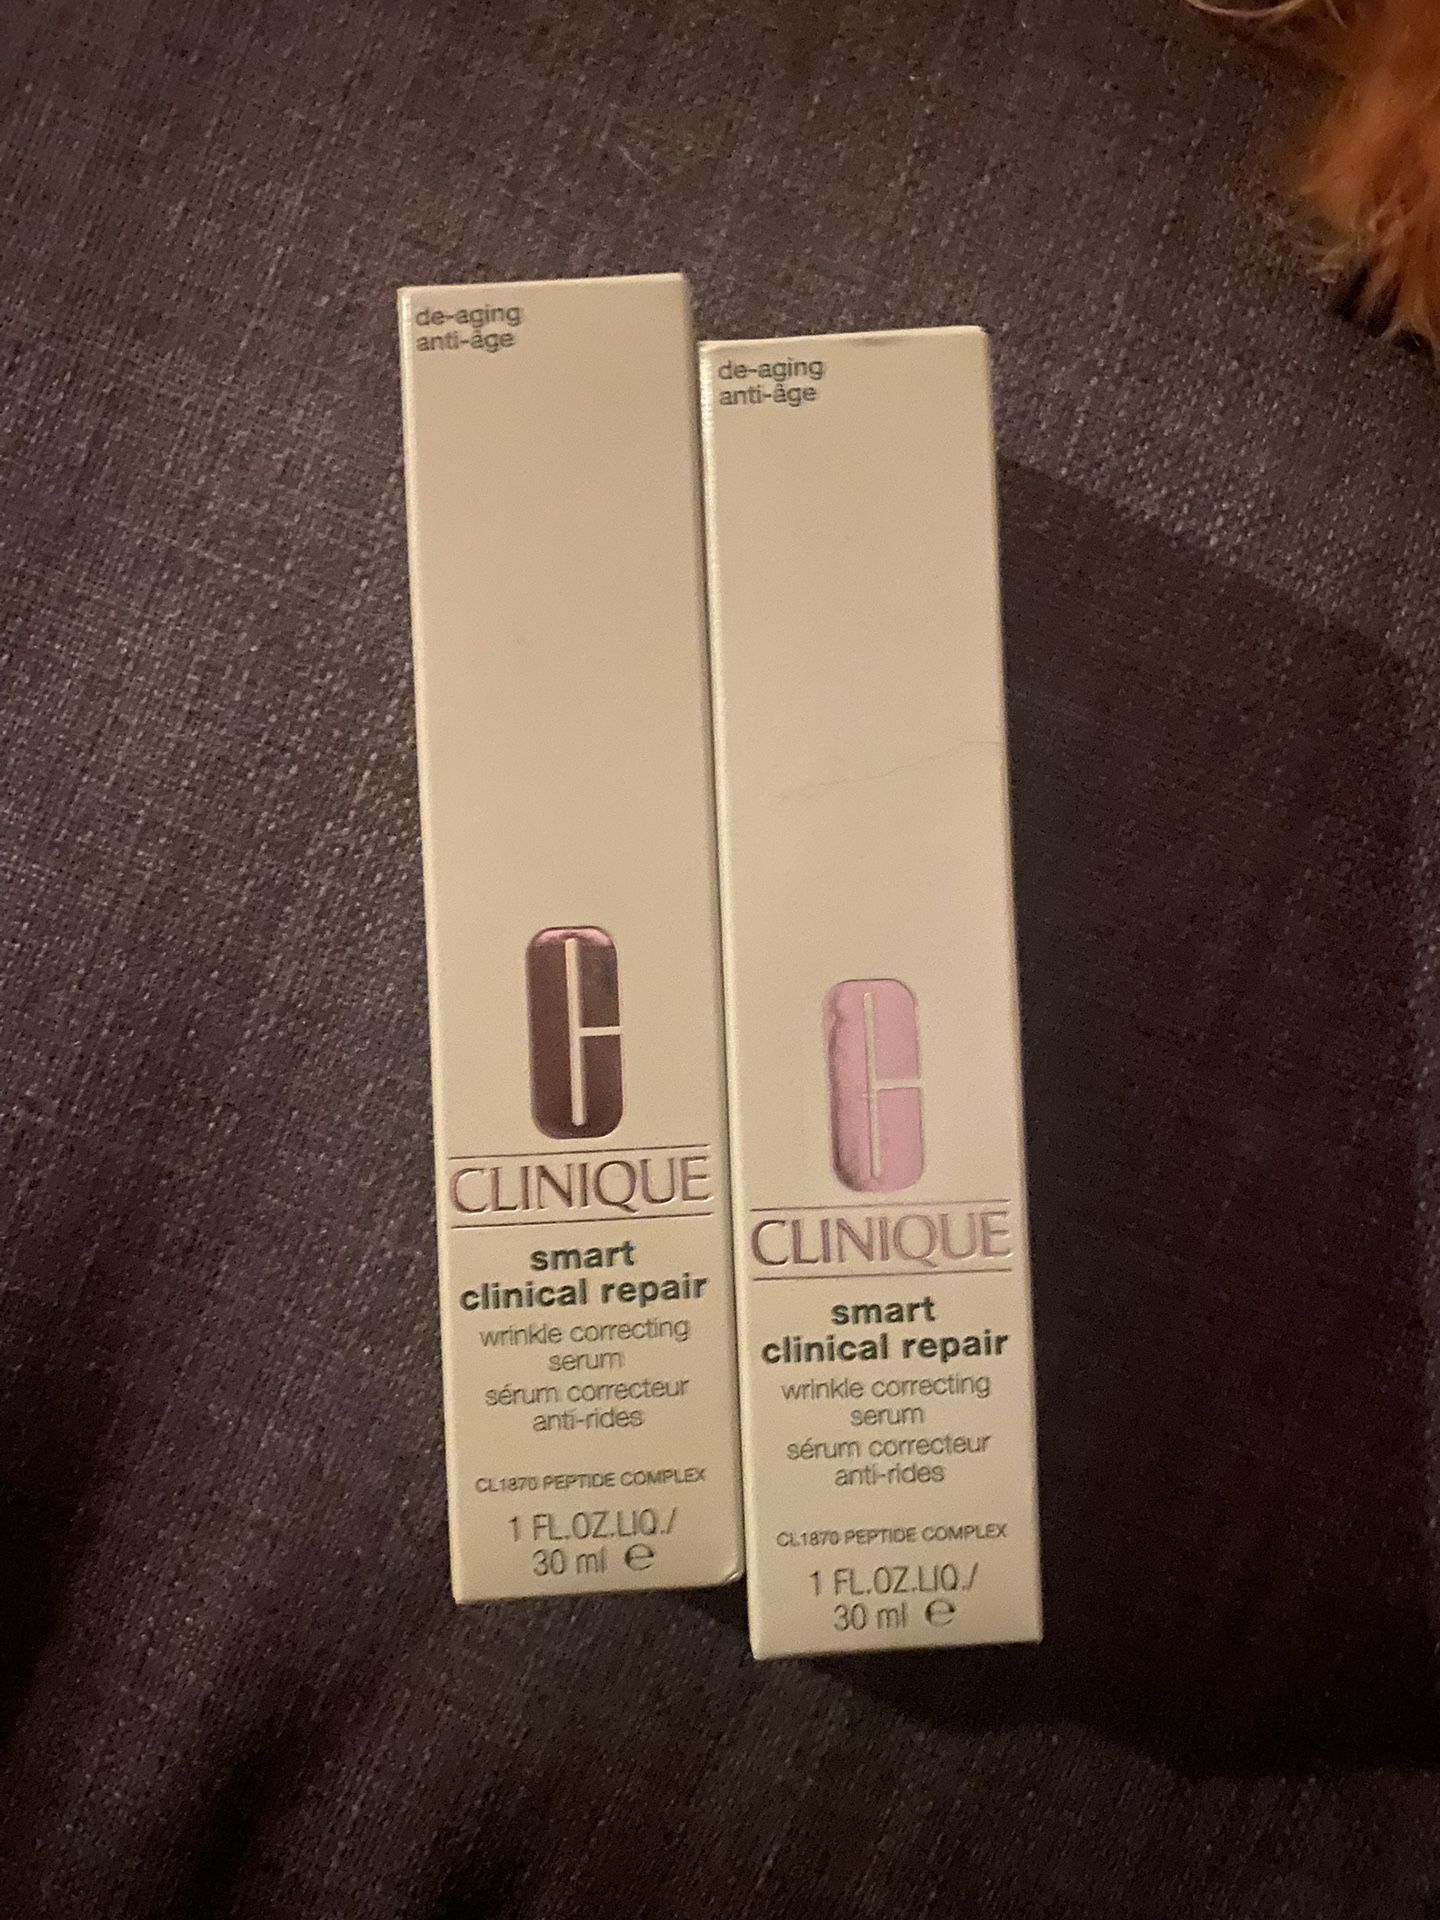 de-aging
anti-âge
C
CLINIQUE
smart
clinical repair
wrinkle correcting
serum
sérum correcteur
anti-rides
CL1870 PEPTIDE COMPLEX
1 FL.OZ.LIQ./
30 ml ℮
de-aging
anti-âge
C
CLINIQUE
smart
clinical repair
wrinkle correcting
serum
sérum correcteur
anti-rides
CL1870 PEPTIDE COMPLEX
1 FL.OZ.LIQ./
30 ml ℮